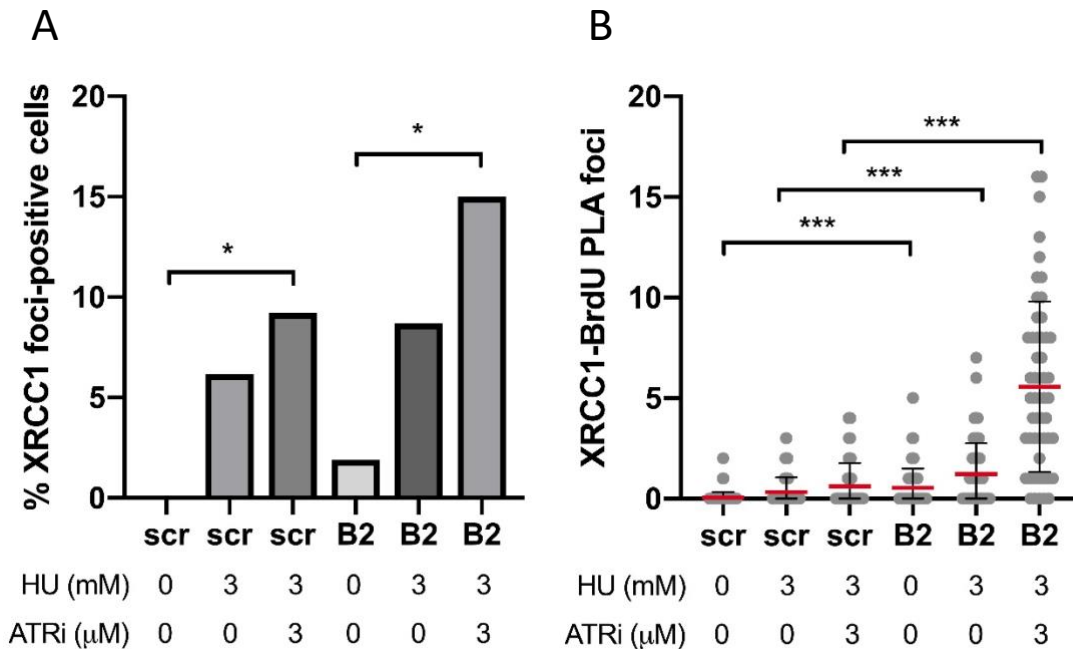 A
% XRCC1 foci-positive cells
20
15
10
5
0
*
*
scr scr scr B2 B2 B2
HU (mM) 0 3 3 0 3 3
ATRi (μM) 0 0 3 0 0 3
B
XRCC1-BrdU PLA foci
20
15
10
5
0
***
***
***
scr scr scr B2 B2 B2
HU (mM) 0 3 3 0 3 3
ATRi (μM) 0 0 3 0 0 3